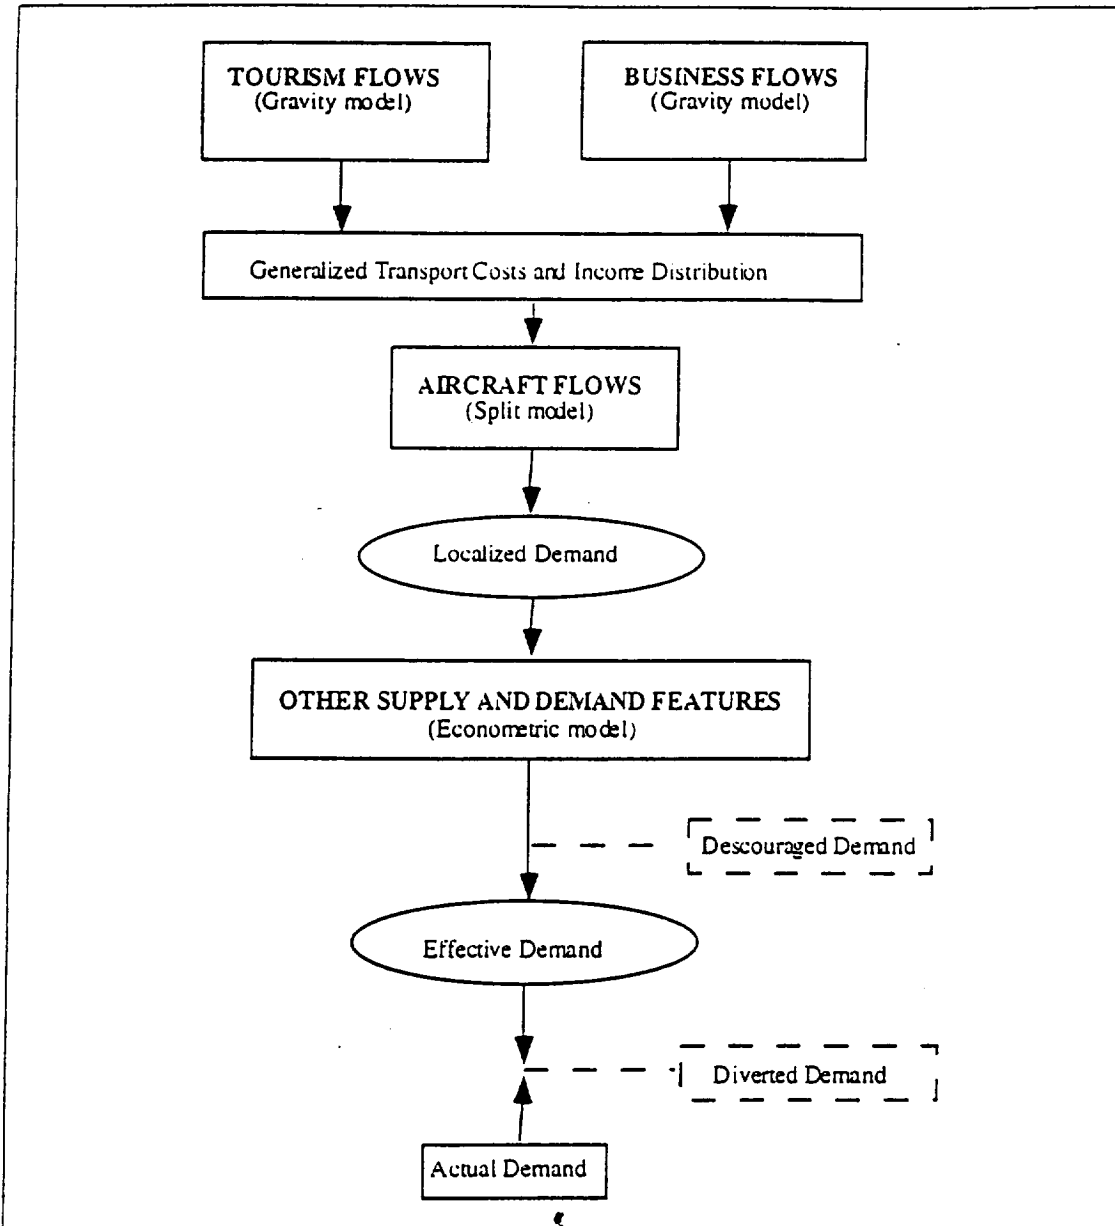 TOURISM FLOWS
(Gravity model)
BUSINESS FLOWS
(Gravity model)
Generalized Transport Costs and Income Distribution
AIRCRAFT FLOWS
(Split model)
Localized Demand
OTHER SUPPLY AND DEMAND FEATURES
(Econometric model)
Descouraged Demand
Effective Demand
Diverted Demand
Actual Demand